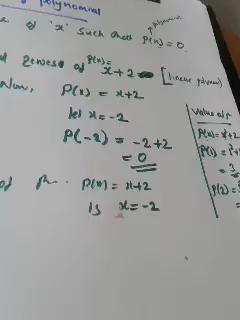 polynomial
polynomial
of 'x' such that P(x) = 0.
zeroes of P(x)= x+2 [linear
Now, P(x) = x+2
let x = -2
P(-2) = -2+2
= 0
of P(x) = x+2
is x = -2
Value of
P(x) = x+2
P(1) =
= 3
P(2) =
=